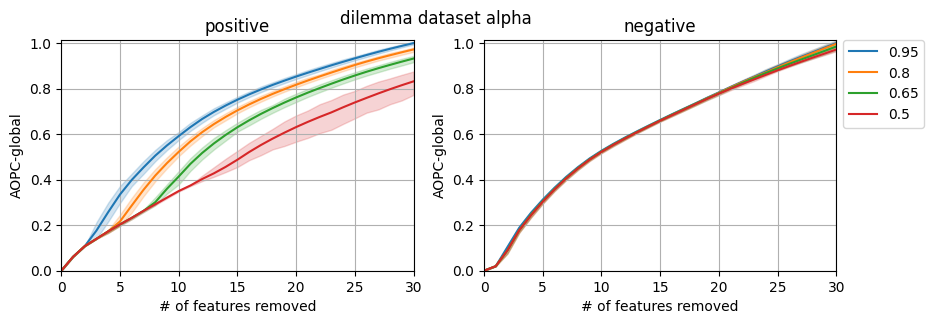 dilemma dataset alpha
positive
1.0
0.8
0.6
0.4
0.2
0.0
AOPC-global
0 5 10 15 20 25 30
# of features removed
negative
1.0
0.8
0.6
0.4
0.2
0.0
AOPC-global
0 5 10 15 20 25 30
# of features removed
0.95
0.8
0.65
0.5